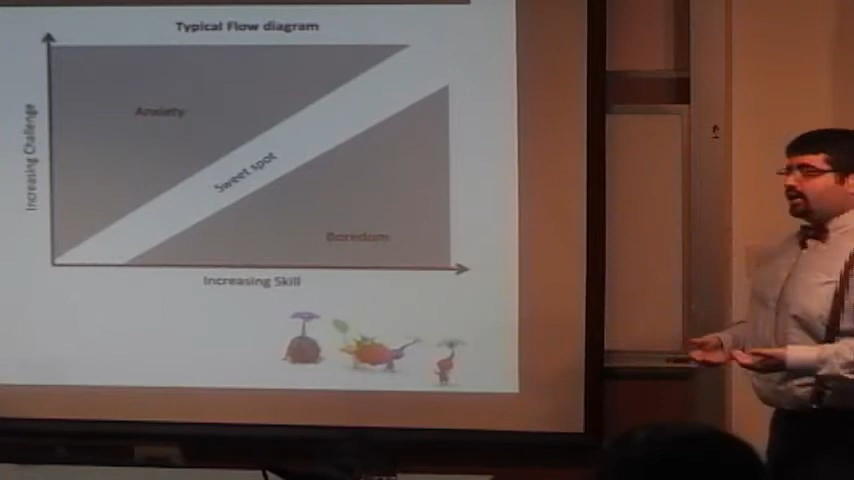 Typical Flow diagram
Increasing Challenge
Anxiety
Sweet spot
Boredom
Increasing Skill